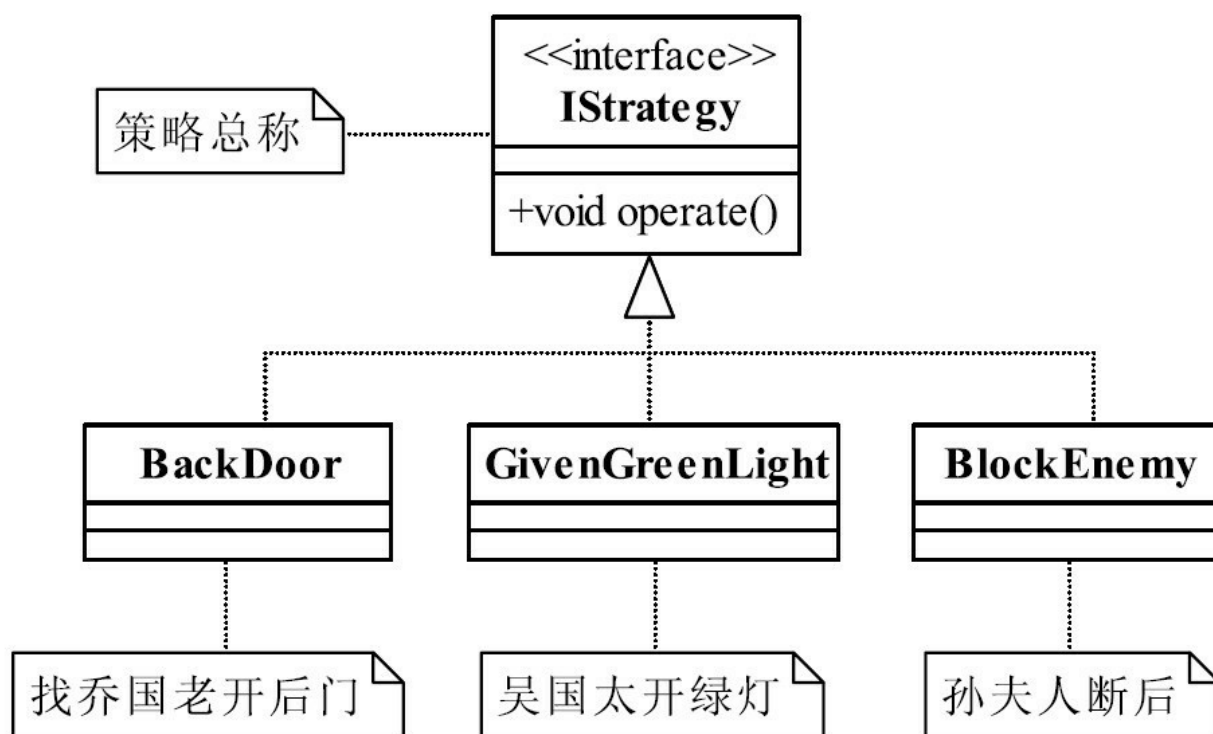 <<interface>>
IStrategy
策略总称
+void operate()
BackDoor
GivenGreenLight
BlockEnemy
找乔国老开后门
吴国太开绿灯
孙夫人断后